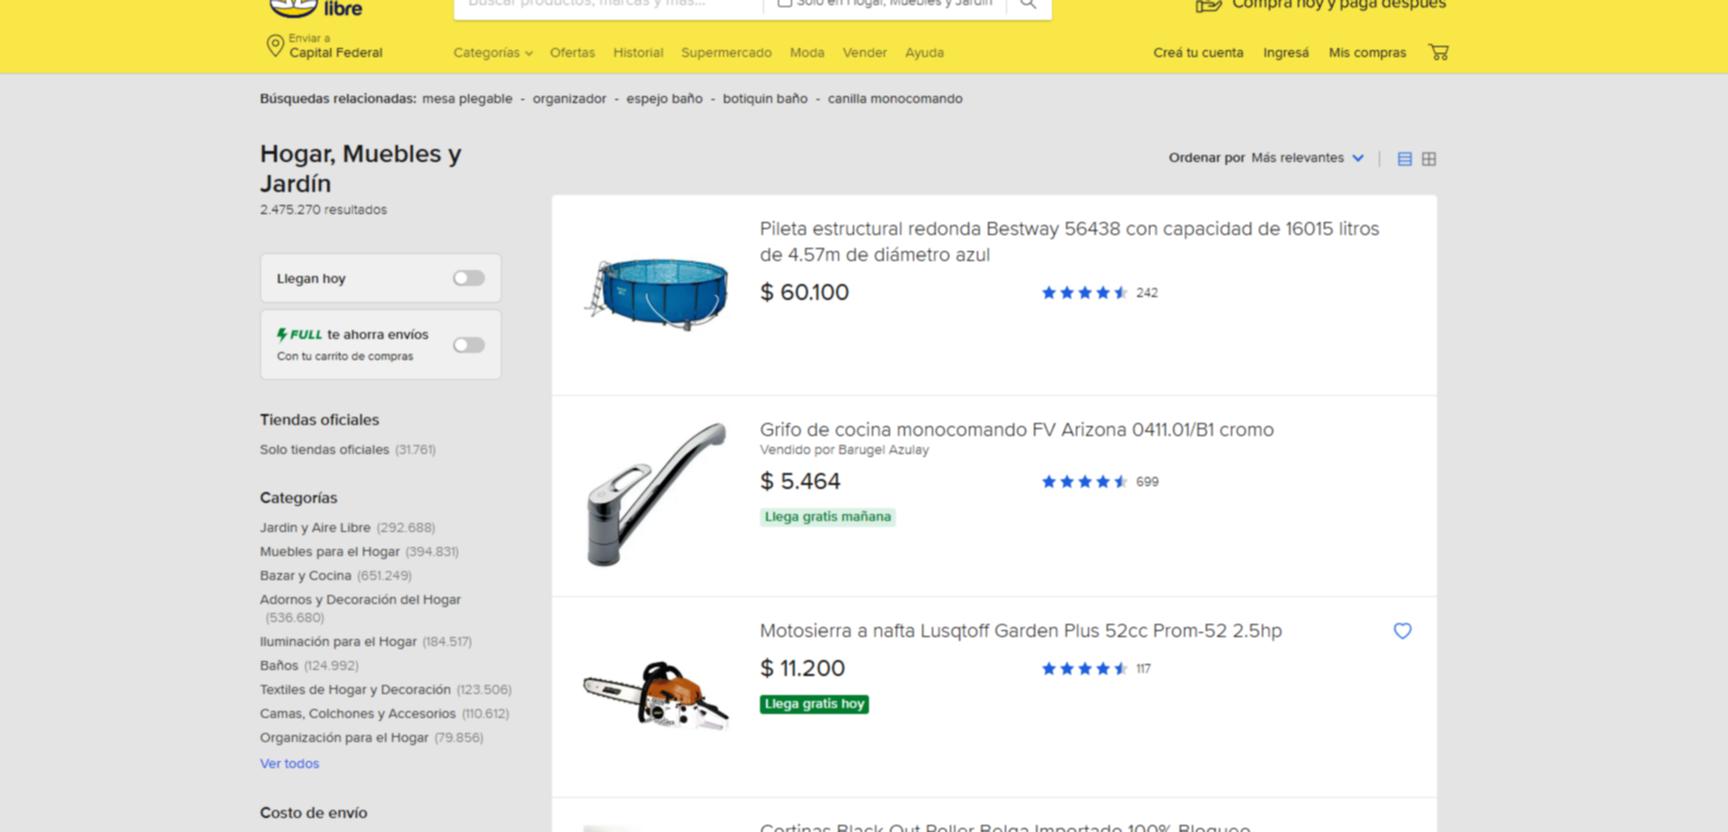 libre
Buscar productos, marcas y más...
Solo en Hogar, Muebles y Jardín
Compra hoy y paga después
Enviar a
Capital Federal
Categorías Ofertas Historial Supermercado Moda Vender Ayuda
Creá tu cuenta Ingresá Mis compras
Búsquedas relacionadas: mesa plegable - organizador - espejo baño - botiquin baño - canilla monocomando
Hogar, Muebles y
Jardín
2.475.270 resultados
Ordenar por Más relevantes
Llegan hoy
FULL te ahorra envíos
Con tu carrito de compras
Tiendas oficiales
Solo tiendas oficiales (31.761)
Categorías
Jardin y Aire Libre (292.688)
Muebles para el Hogar (394.831)
Bazar y Cocina (651.249)
Adornos y Decoración del Hogar
(536.680)
Iluminación para el Hogar (184.517)
Baños (124.992)
Textiles de Hogar y Decoración (123.506)
Camas, Colchones y Accesorios (110.612)
Organización para el Hogar (79.856)
Ver todos
Costo de envío
Pileta estructural redonda Bestway 56438 con capacidad de 16015 litros
de 4.57m de diámetro azul
$ 60.100
242
Grifo de cocina monocomando FV Arizona 0411.01/B1 cromo
Vendido por Barugel Azulay
$ 5.464
699
Llega gratis mañana
Motosierra a nafta Lusqtoff Garden Plus 52cc Prom-52 2.5hp
$ 11.200
117
Llega gratis hoy
Cortinas Black Out Roller Belga Importado 100% Bloqueo